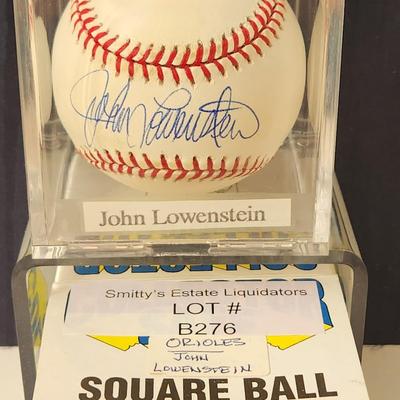 John Lowenstein
John Lowenstein
Smitty's Estate Liquidators
LOT #
B276
ORIOLES
JOHN
LOWENSTEIN
SQUARE BALL